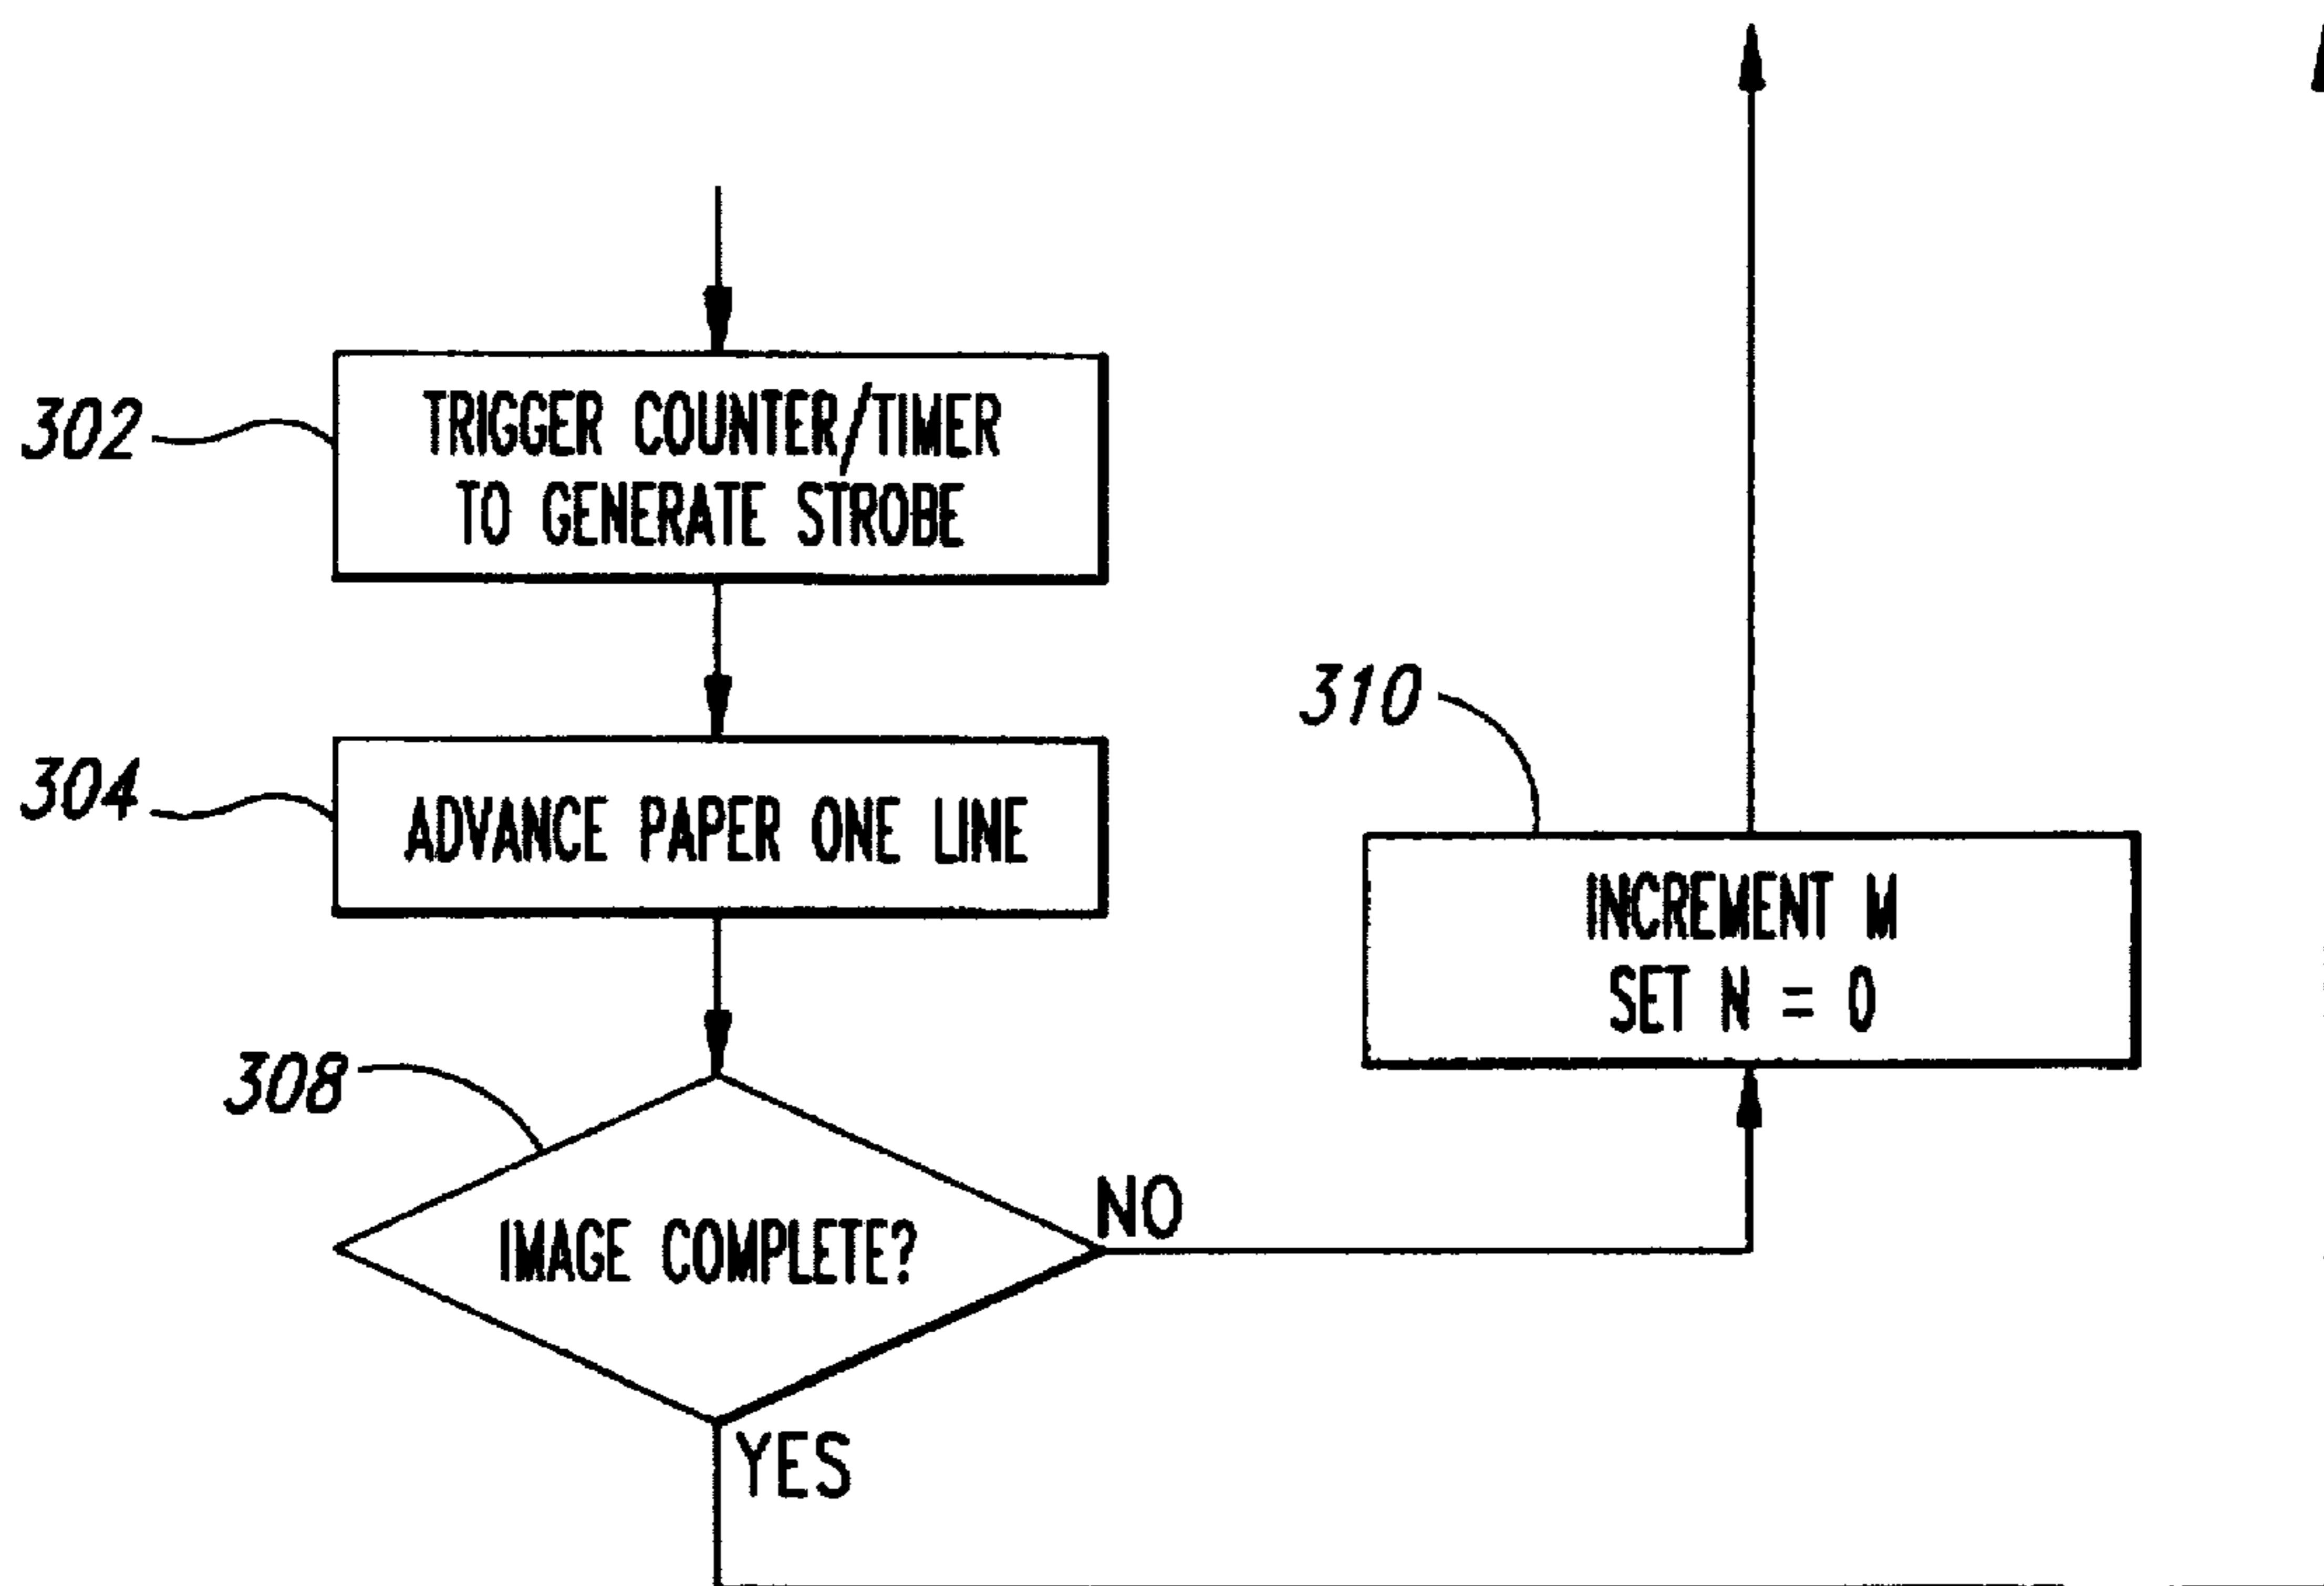 302
TRIGGER COUNTER/TIMER
TO GENERATE STROBE
304
ADVANCE PAPER ONE LINE
310
INCREMENT M
SET N = 0
308
IMAGE COMPLETE?
NO
YES